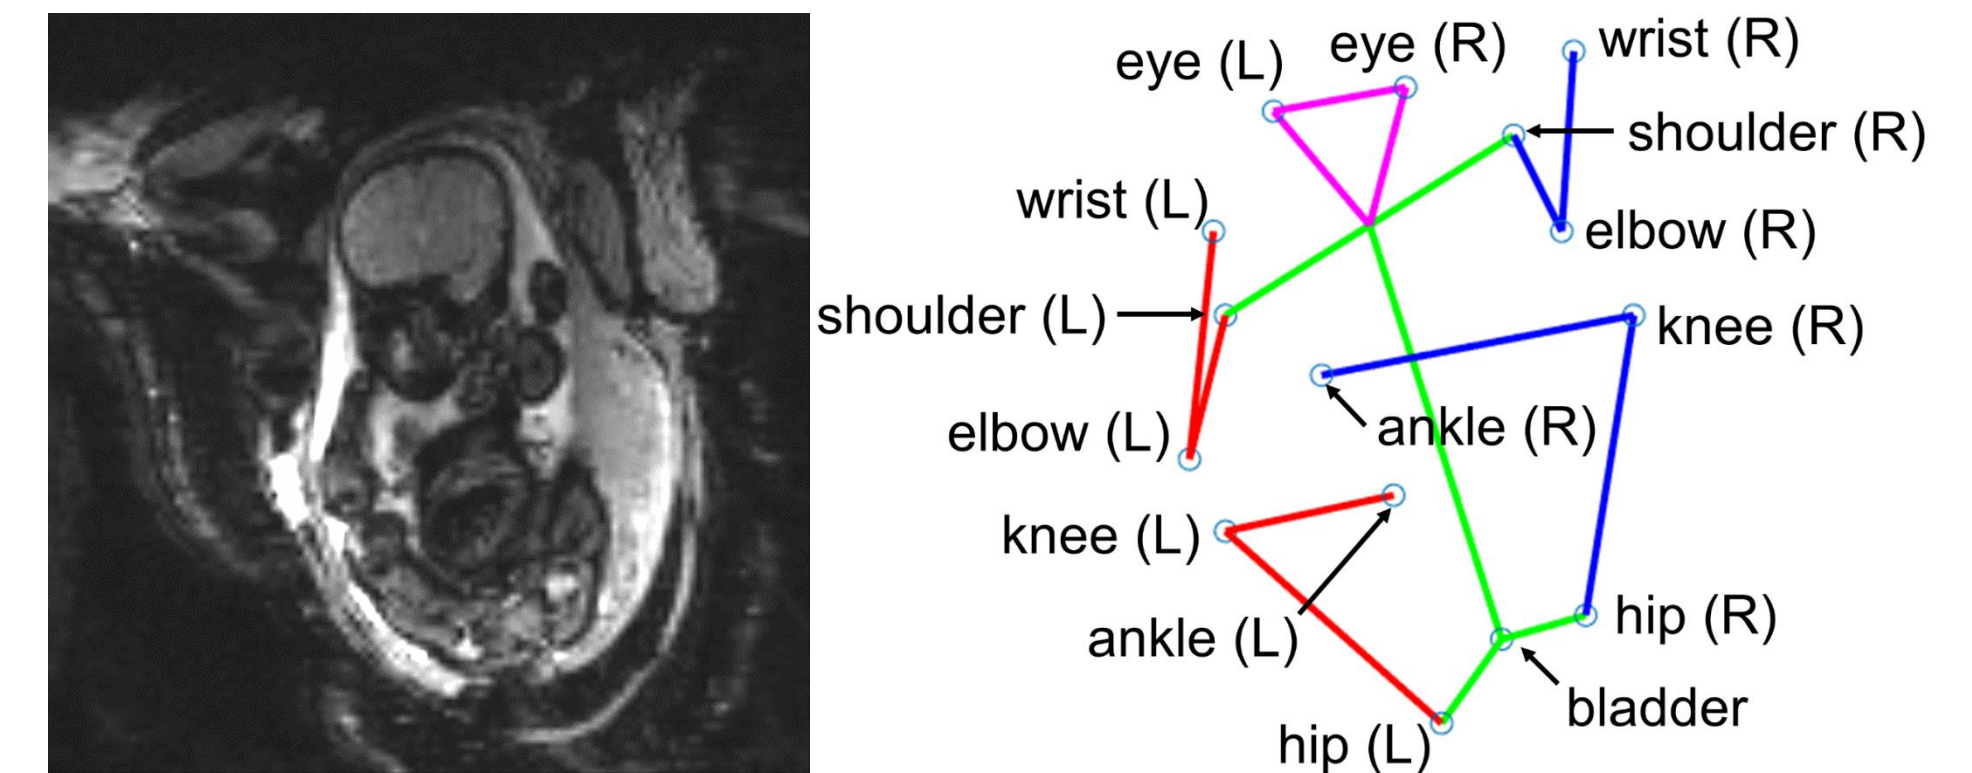 eye (L)
eye (R)
wrist (R)
shoulder (R)
wrist (L)
elbow (R)
shoulder (L)
knee (R)
ankle (R)
elbow (L)
knee (L)
ankle (L)
hip (R)
bladder
hip (L)